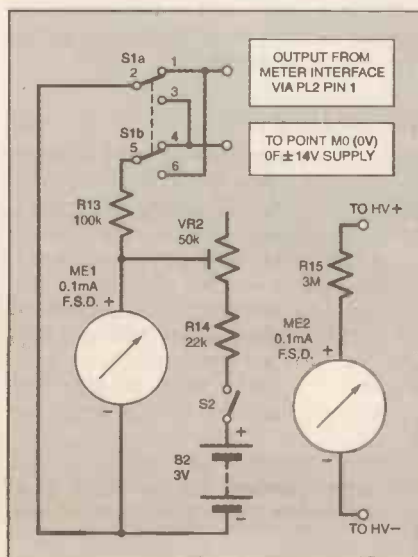 S1a
1
2
3
S1b
4
5
6
OUTPUT FROM
METER INTERFACE
VIA PL2 PIN 1
TO POINT M0 (0V)
0F ± 14V SUPPLY
R13
100k
VR2
50k
ME1
0.1mA
F.S.D.
+
-
R14
22k
S2
+
B2
3V
-
TO HV+
R15
3M
ME2
0.1mA
F.S.D.
+
-
TO HV-